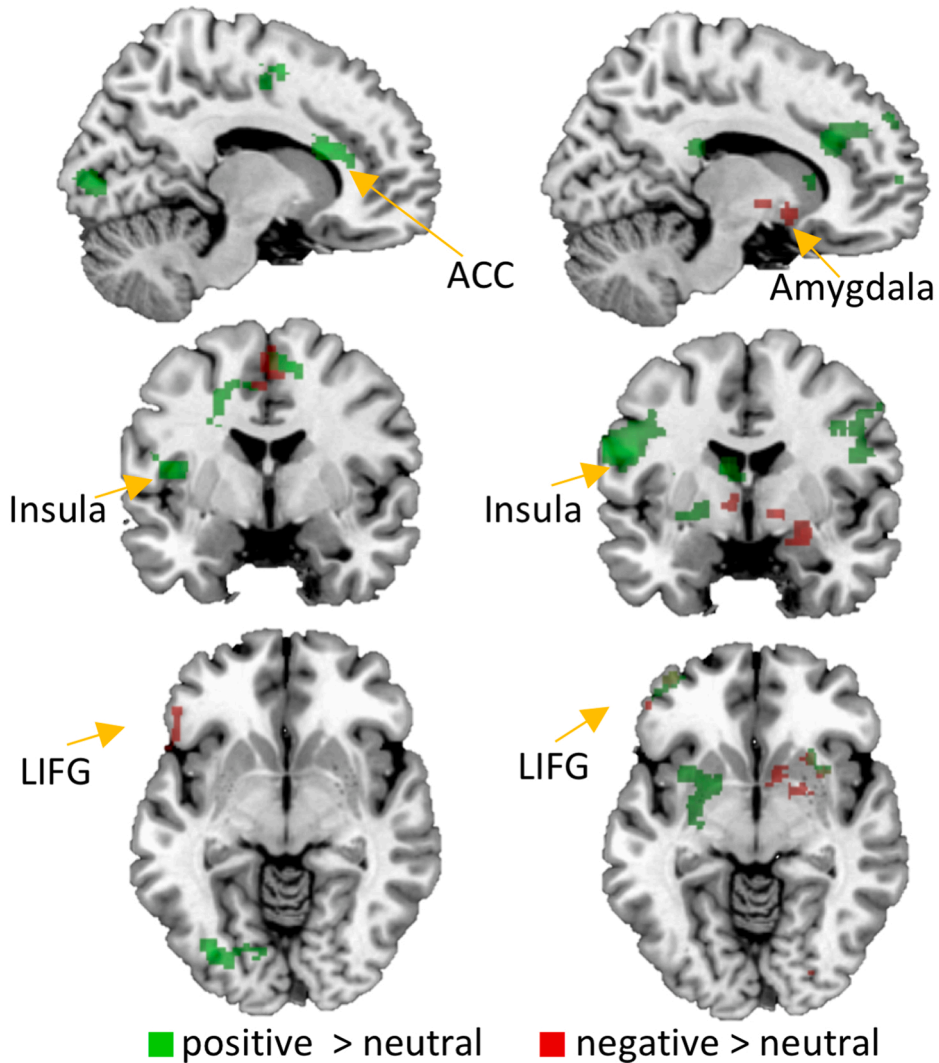 ACC
Amygdala
Insula
Insula
LIFG
LIFG
positive > neutral
negative > neutral